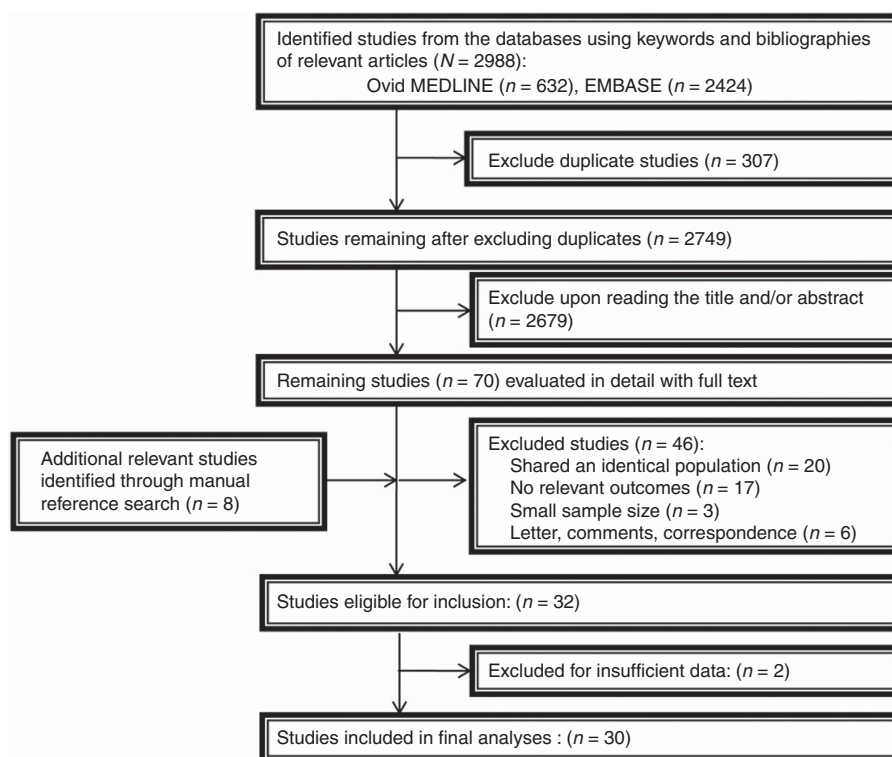 Identified studies from the databases using keywords and bibliographies
of relevant articles (N = 2988):
Ovid MEDLINE (n = 632), EMBASE (n = 2424)
Exclude duplicate studies (n = 307)
Studies remaining after excluding duplicates (n = 2749)
Exclude upon reading the title and/or abstract
(n = 2679)
Remaining studies (n = 70) evaluated in detail with full text
Additional relevant studies
identified through manual
reference search (n = 8)
Excluded studies (n = 46):
Shared an identical population (n = 20)
No relevant outcomes (n = 17)
Small sample size (n = 3)
Letter, comments, correspondence (n = 6)
Studies eligible for inclusion: (n = 32)
Excluded for insufficient data: (n = 2)
Studies included in final analyses : (n = 30)